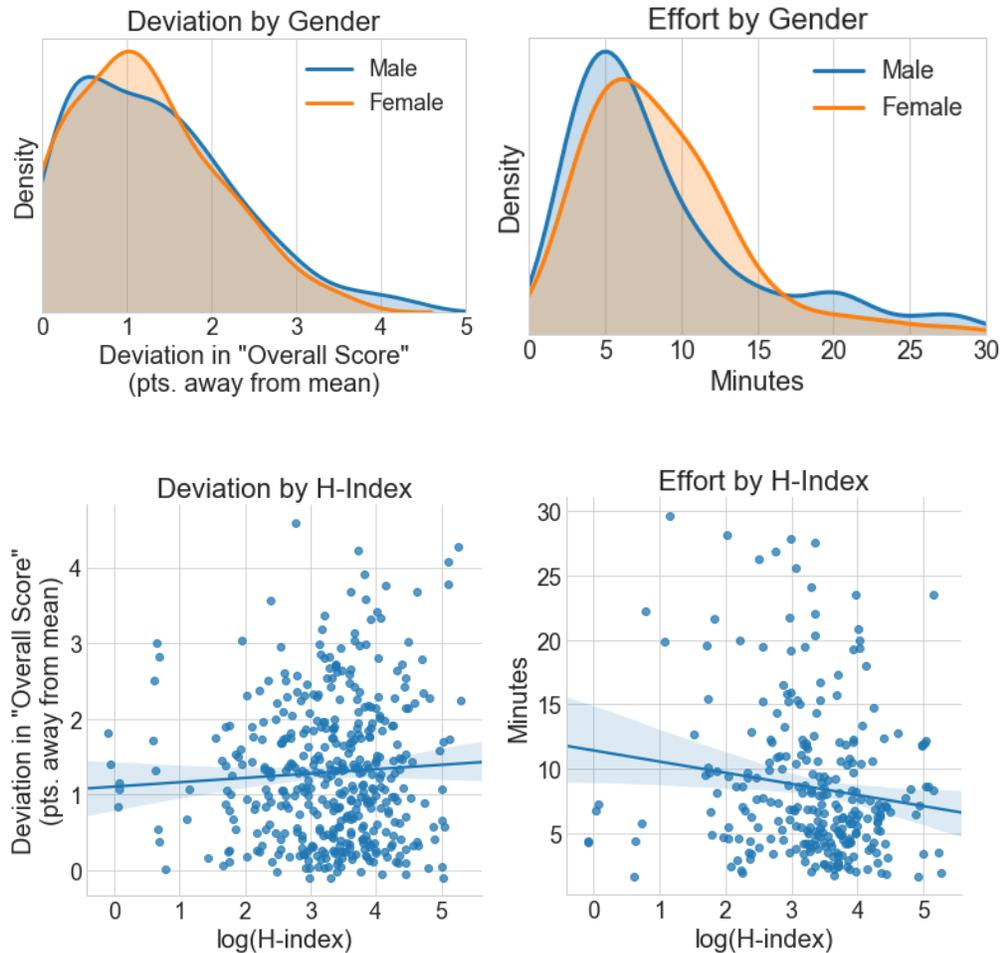 Deviation by Gender
Male
Female
Density
0 1 2 3 4 5
Deviation in "Overall Score"
(pts. away from mean)
Effort by Gender
Male
Female
Density
0 5 10 15 20 25 30
Minutes
Deviation by H-Index
Deviation in "Overall Score"
(pts. away from mean)
4
3
2
1
0
0 1 2 3 4 5
log(H-index)
Effort by H-Index
Minutes
30
25
20
15
10
5
0 1 2 3 4 5
log(H-index)